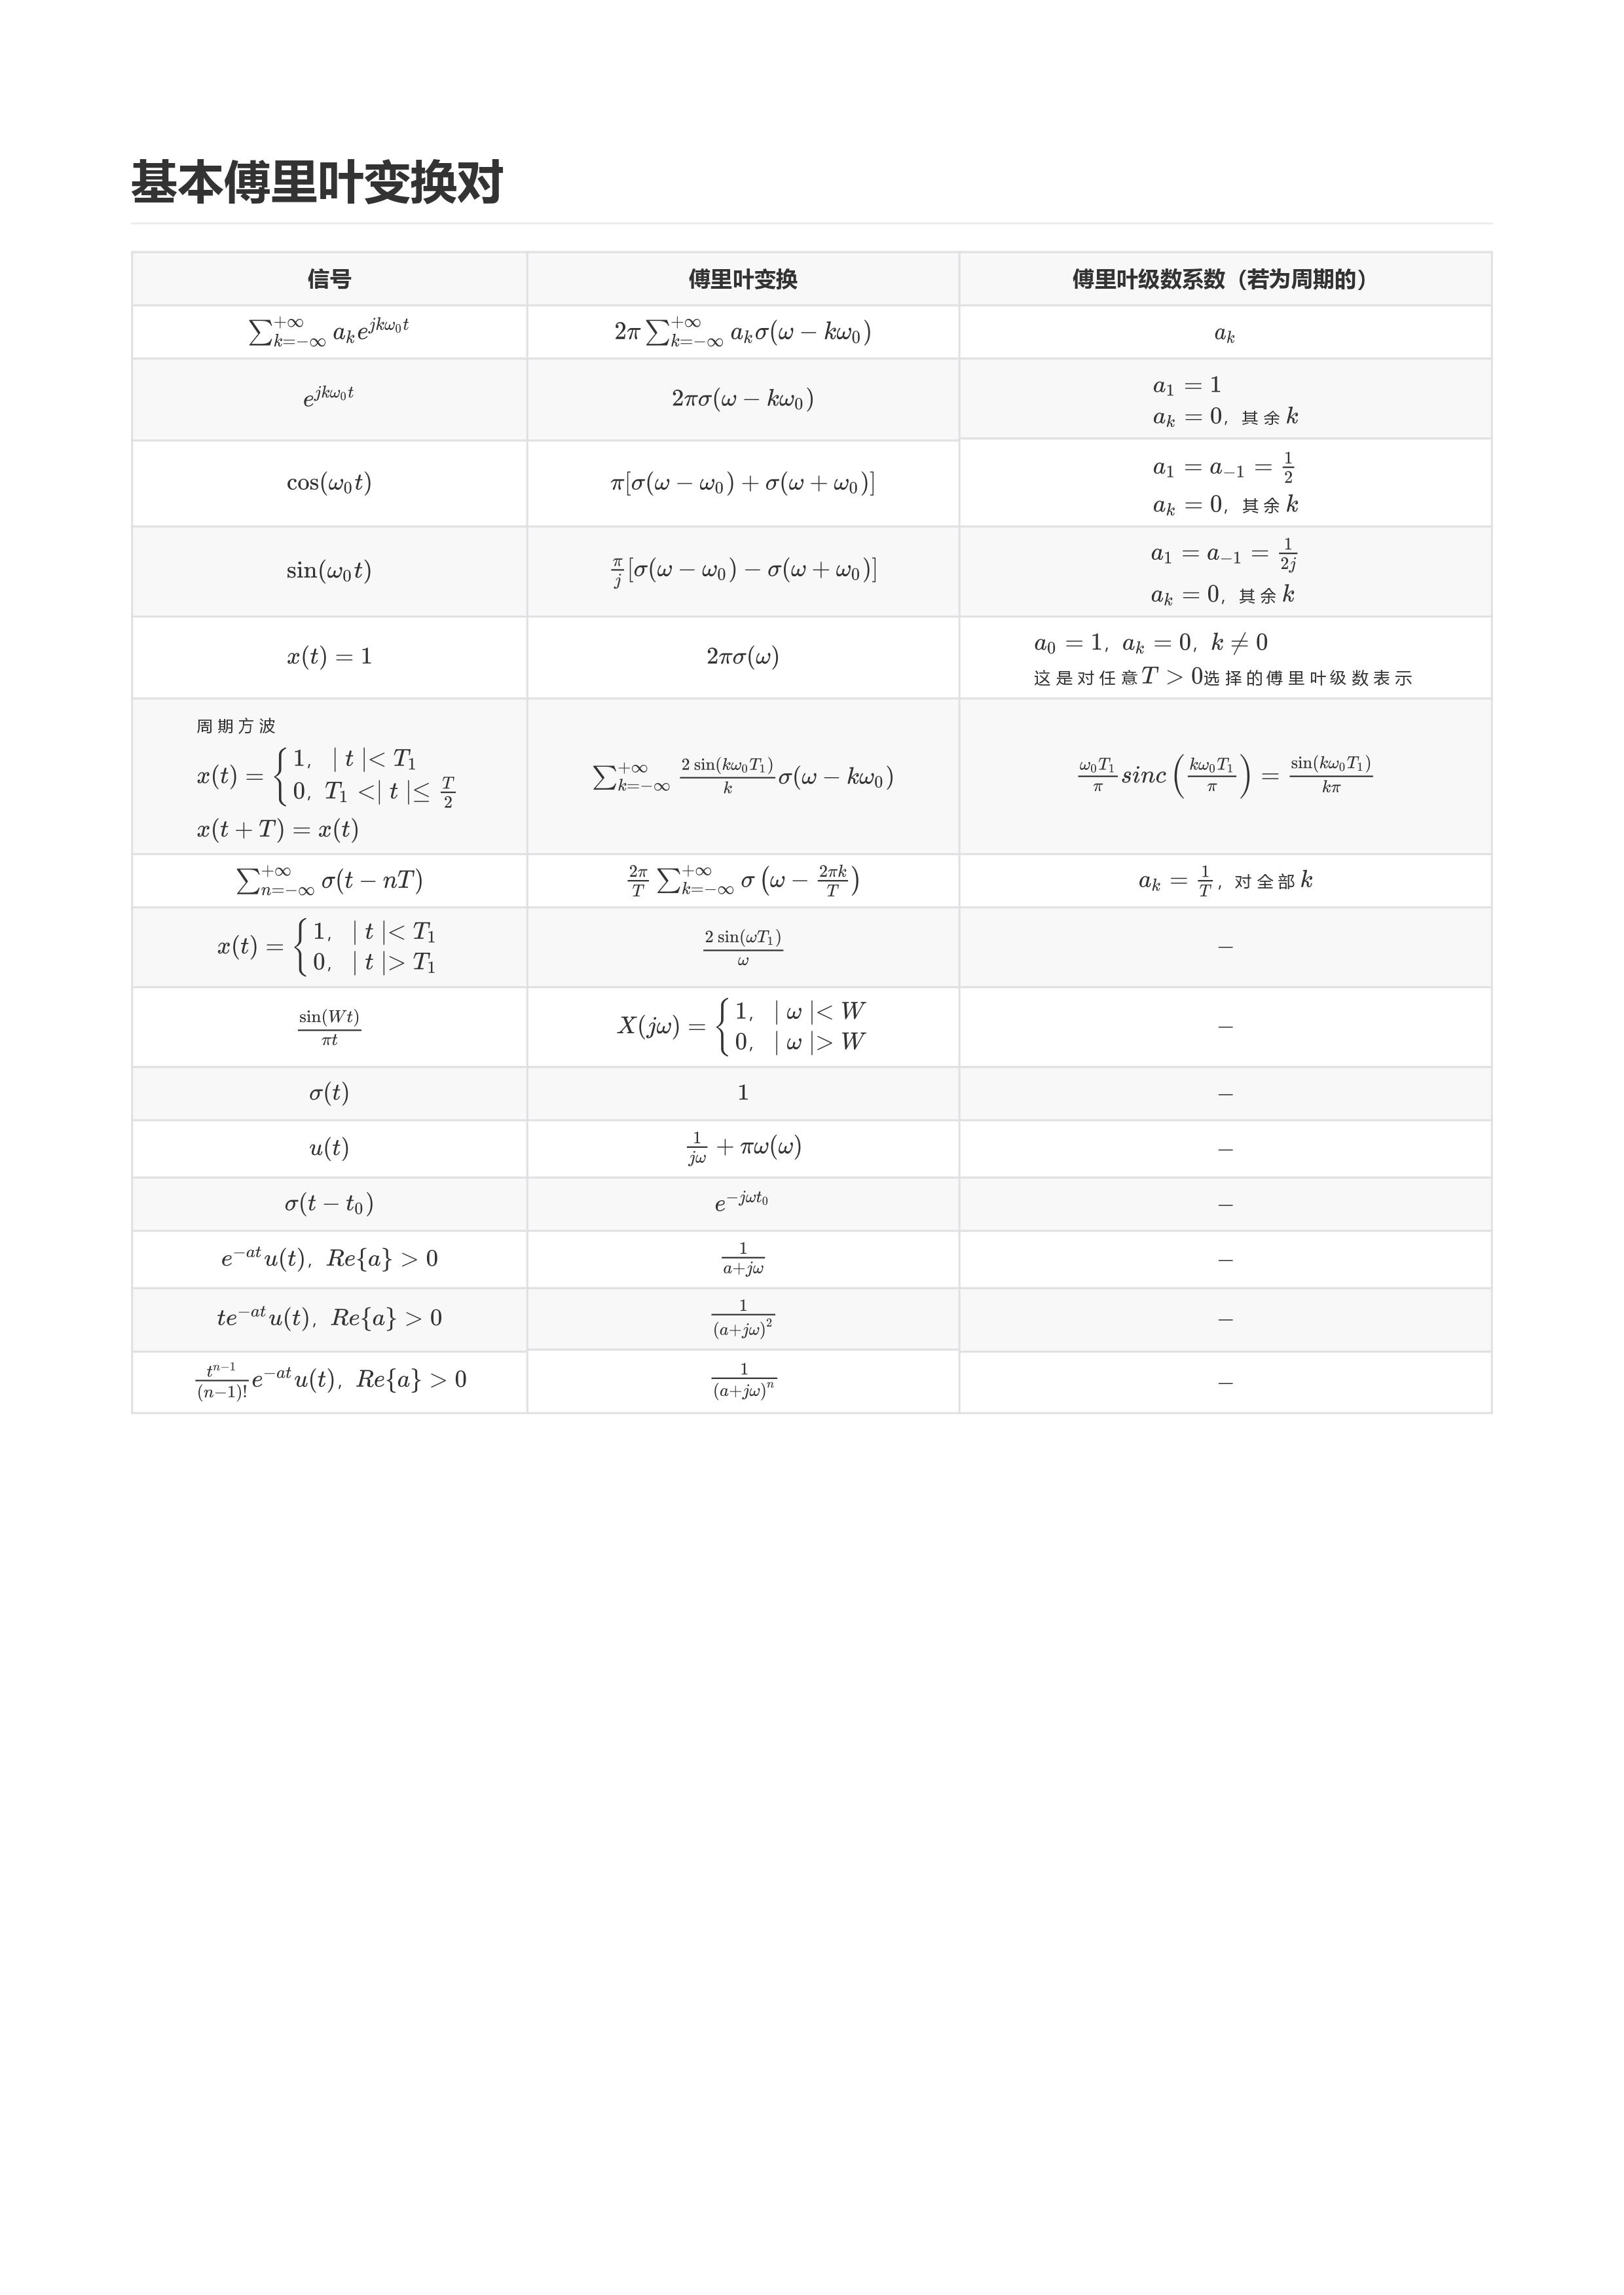 基本傅里叶变换对
信号 傅里叶变换 傅里叶级数系数（若为周期的）
$\sum_{k=-\infty}^{+\infty} a_k e^{jk\omega_0 t}$ $2\pi \sum_{k=-\infty}^{+\infty} a_k \sigma(\omega - k\omega_0)$ $a_k$
$e^{jk\omega_0 t}$ $2\pi\sigma(\omega - k\omega_0)$ $a_1 = 1$
$a_k = 0$, 其余 $k$
$\cos(\omega_0 t)$ $\pi[\sigma(\omega - \omega_0) + \sigma(\omega + \omega_0)]$ $a_1 = a_{-1} = \frac{1}{2}$
$a_k = 0$, 其余 $k$
$\sin(\omega_0 t)$ $\frac{\pi}{j}[\sigma(\omega - \omega_0) - \sigma(\omega + \omega_0)]$ $a_1 = a_{-1} = \frac{1}{2j}$
$a_k = 0$, 其余 $k$
$x(t) = 1$ $2\pi\sigma(\omega)$ $a_0 = 1, a_k = 0, k \neq 0$
这是对任意 $T > 0$ 选择的傅里叶级数表示
周期方波
$x(t) = \begin{cases} 1, & |t| < T_1 \\ 0, & T_1 < |t| \leq \frac{T}{2} \end{cases}$ $\sum_{k=-\infty}^{+\infty} \frac{2\sin(k\omega_0 T_1)}{k} \sigma(\omega - k\omega_0)$ $\frac{\omega_0 T_1}{\pi} sinc\left(\frac{k\omega_0 T_1}{\pi}\right) = \frac{\sin(k\omega_0 T_1)}{k\pi}$
$x(t + T) = x(t)$
$\sum_{n=-\infty}^{+\infty} \sigma(t - nT)$ $\frac{2\pi}{T} \sum_{k=-\infty}^{+\infty} \sigma\left(\omega - \frac{2\pi k}{T}\right)$ $a_k = \frac{1}{T}$, 对全部 $k$
$x(t) = \begin{cases} 1, & |t| < T_1 \\ 0, & |t| > T_1 \end{cases}$ $\frac{2\sin(\omega T_1)}{\omega}$ –
$\frac{\sin(Wt)}{\pi t}$ $X(j\omega) = \begin{cases} 1, & |\omega| < W \\ 0, & |\omega| > W \end{cases}$ –
$\sigma(t)$ $1$ –
$u(t)$ $\frac{1}{j\omega} + \pi\omega(\omega)$ –
$\sigma(t - t_0)$ $e^{-j\omega t_0}$ –
$e^{-at}u(t), Re\{a\} > 0$ $\frac{1}{a+j\omega}$ –
$te^{-at}u(t), Re\{a\} > 0$ $\frac{1}{(a+j\omega)^2}$ –
$\frac{t^{n-1}}{(n-1)!}e^{-at}u(t), Re\{a\} > 0$ $\frac{1}{(a+j\omega)^n}$ –